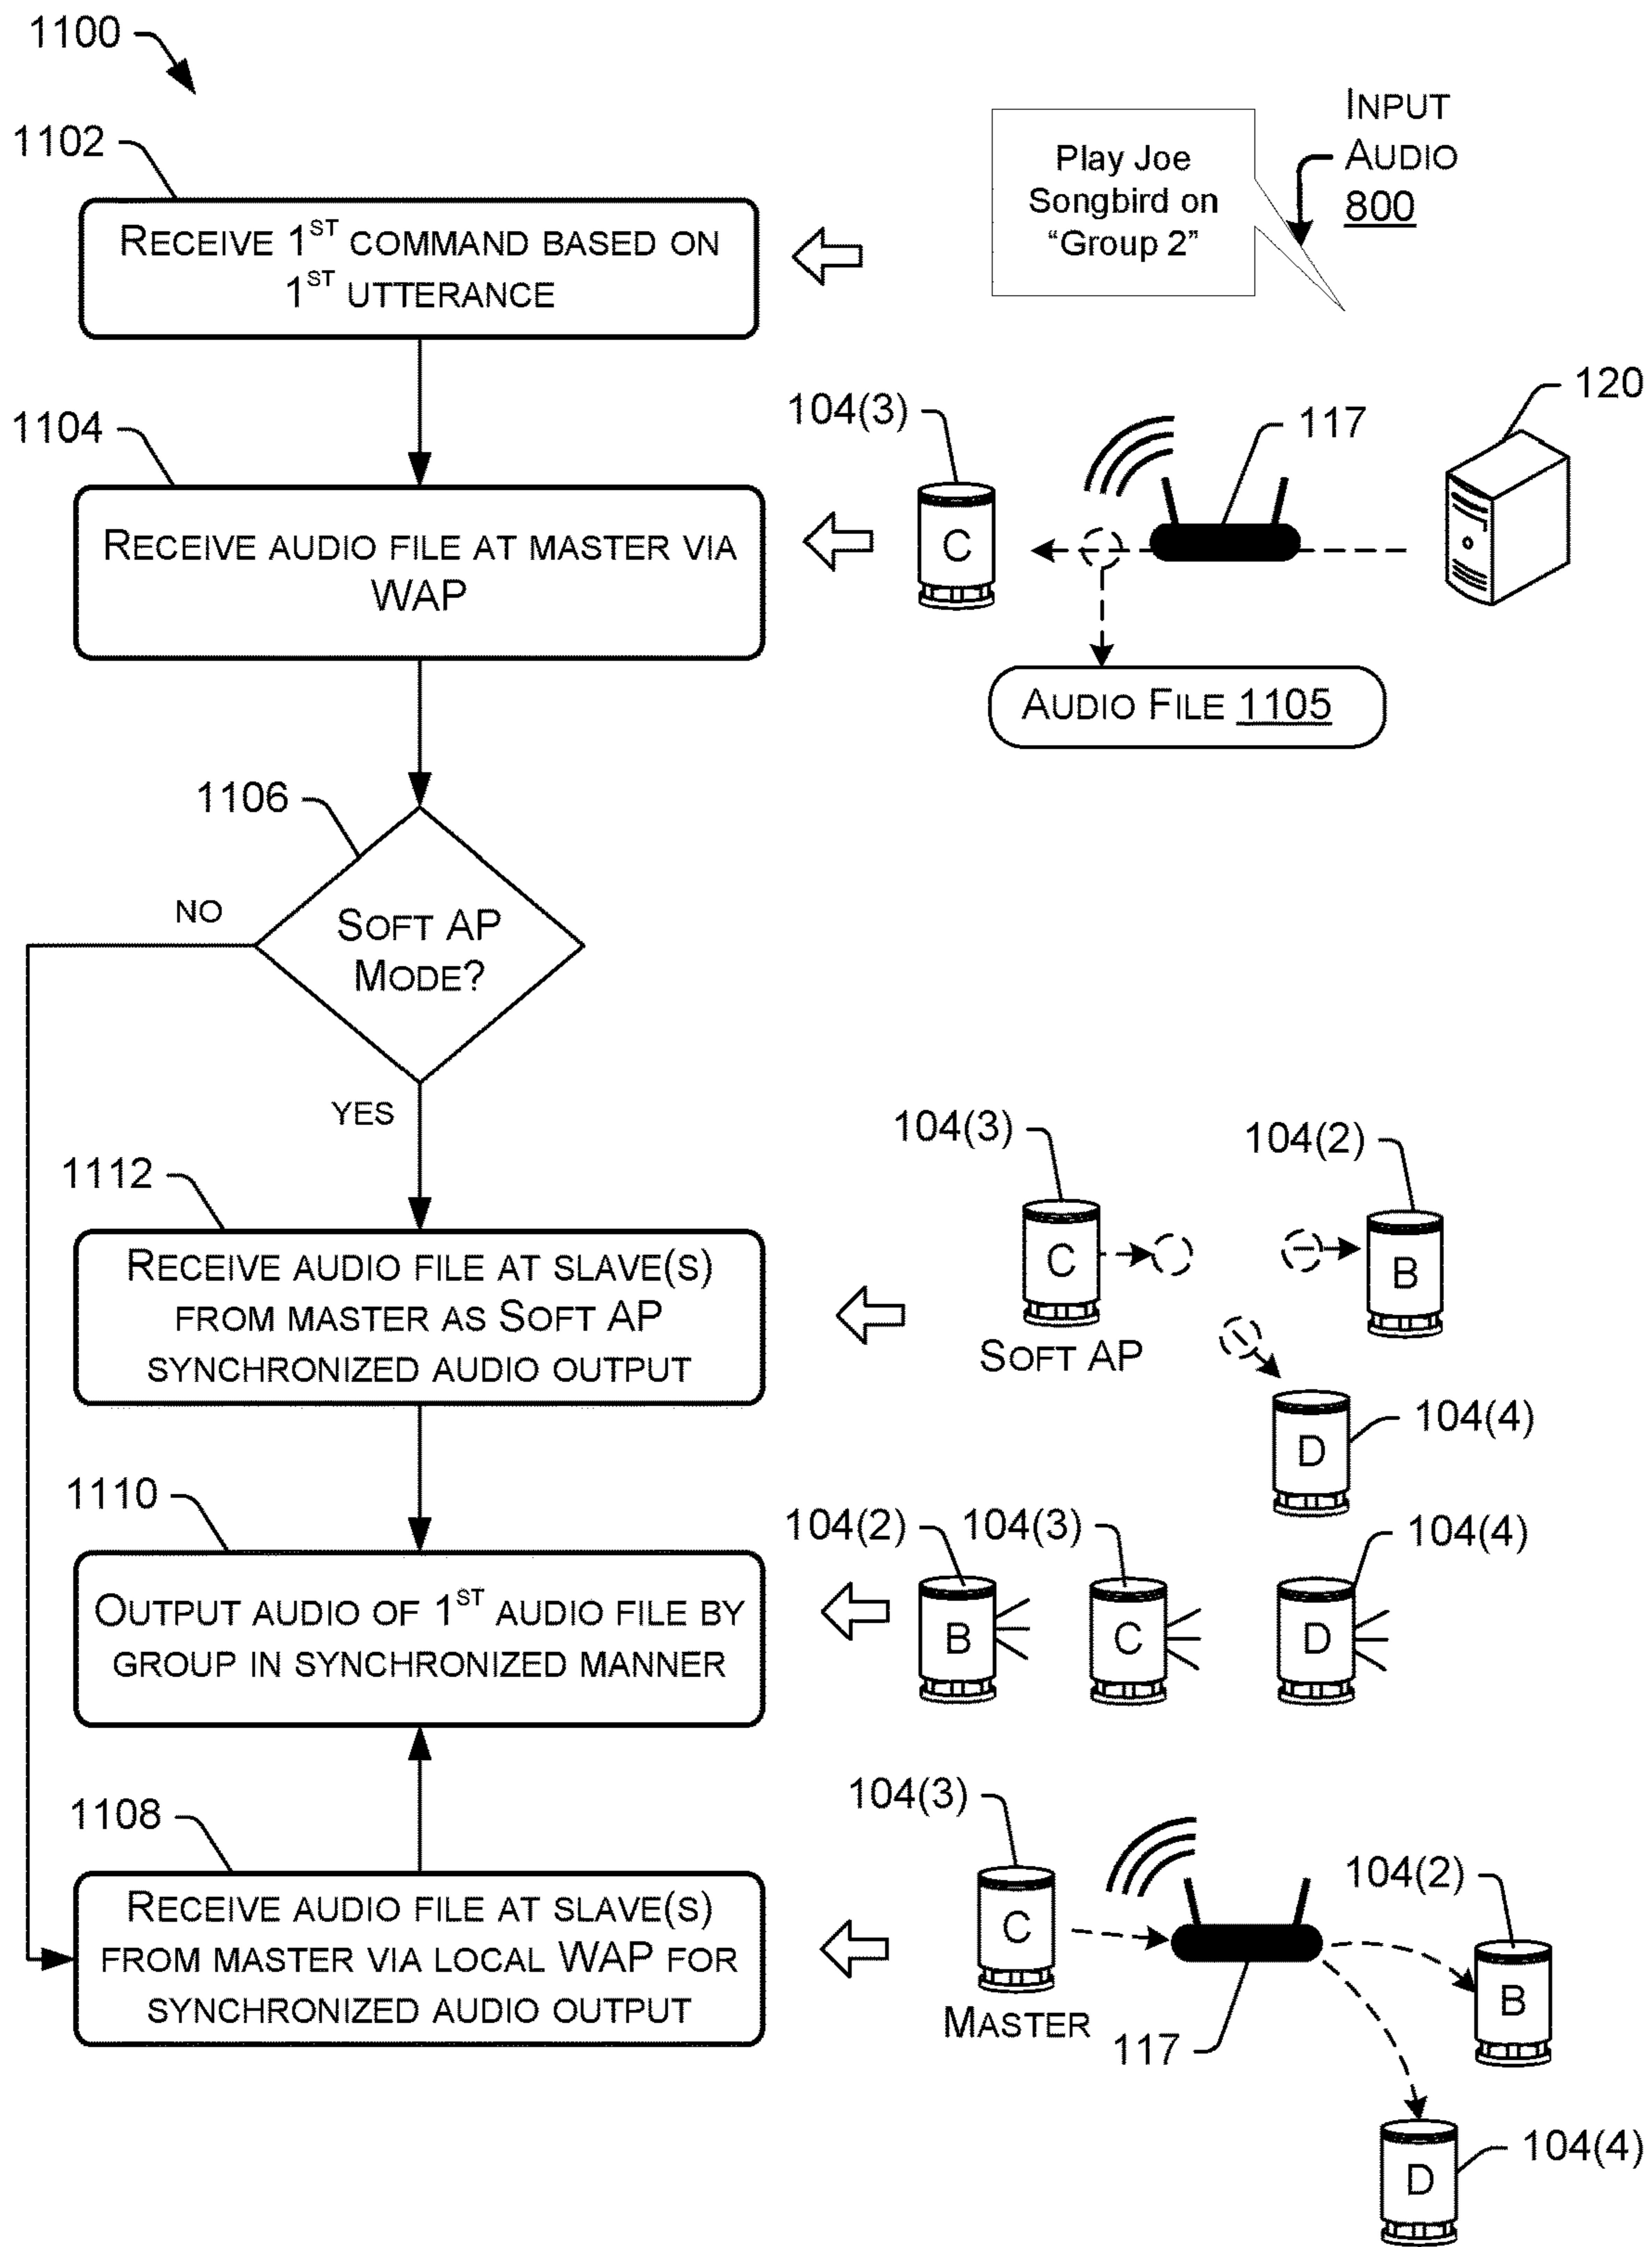 1100
1102
RECEIVE 1ST COMMAND BASED ON
1ST UTTERANCE
Play Joe
Songbird on
"Group 2"
INPUT
AUDIO
800
1104
RECEIVE AUDIO FILE AT MASTER VIA
WAP
104(3)
C
117
120
AUDIO FILE 1105
1106
SOFT AP
MODE?
NO
YES
1112
RECEIVE AUDIO FILE AT SLAVE(S)
FROM MASTER AS SOFT AP
SYNCHRONIZED AUDIO OUTPUT
104(3)
C
SOFT AP
104(2)
B
104(4)
D
1110
OUTPUT AUDIO OF 1ST AUDIO FILE BY
GROUP IN SYNCHRONIZED MANNER
104(2)
B
104(3)
C
104(4)
D
1108
RECEIVE AUDIO FILE AT SLAVE(S)
FROM MASTER VIA LOCAL WAP FOR
SYNCHRONIZED AUDIO OUTPUT
104(3)
C
MASTER
117
104(2)
B
104(4)
D